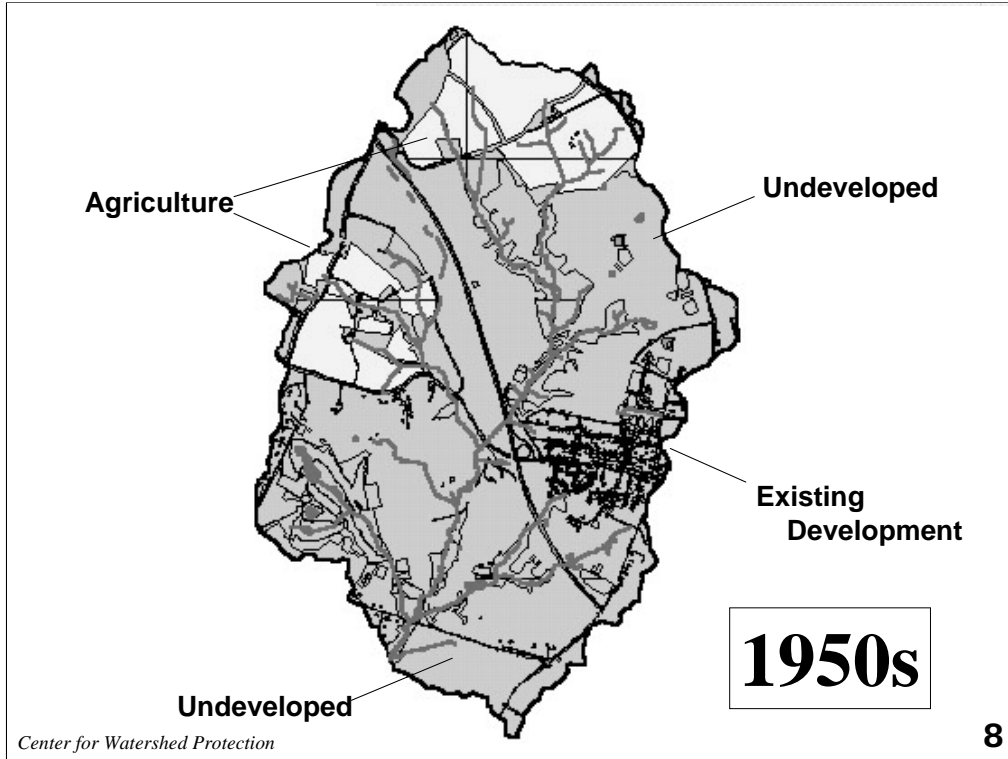 Agriculture
Undeveloped
Existing
Development
1950s
Undeveloped
Center for Watershed Protection
8